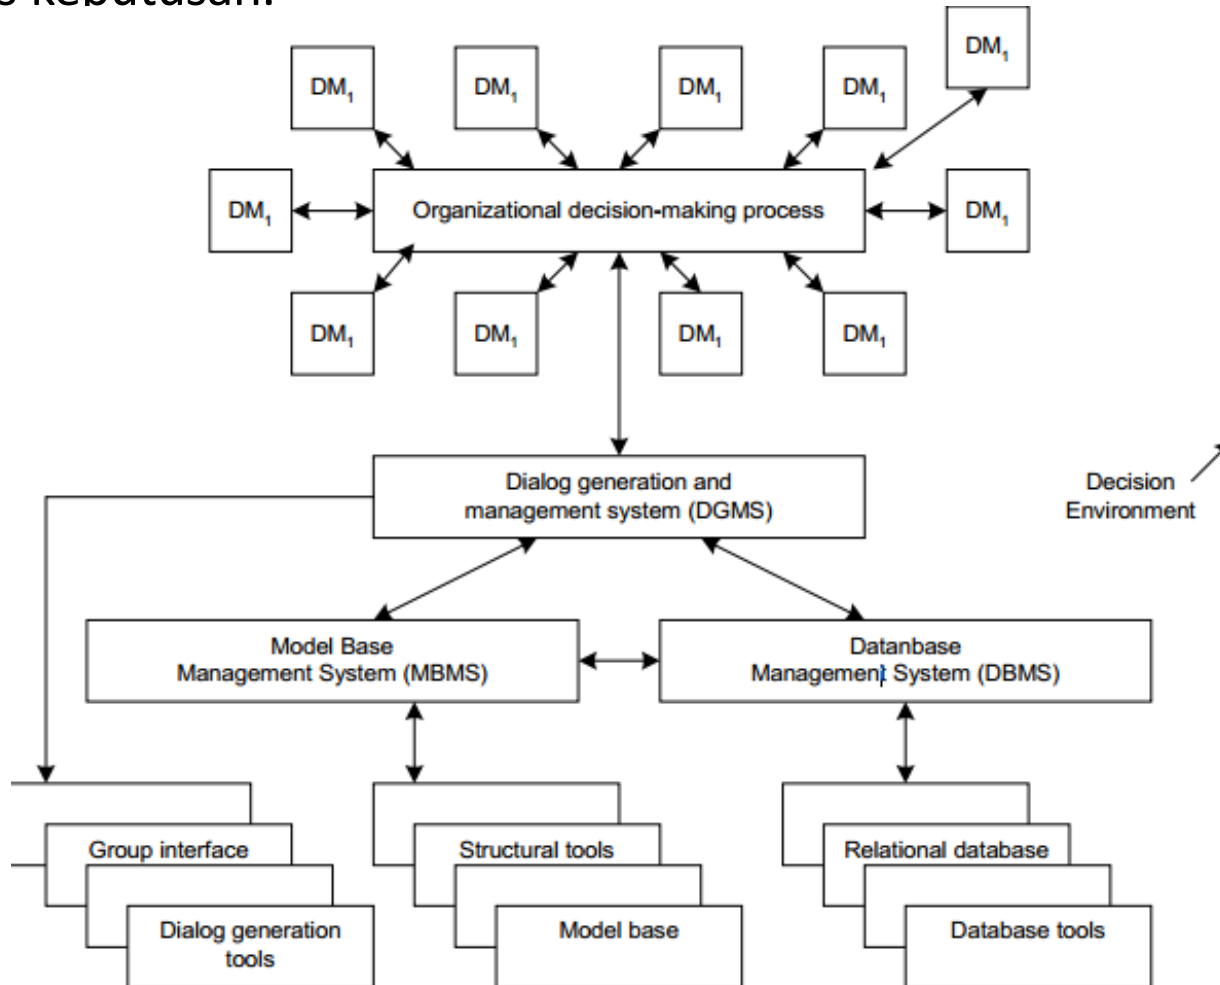 DM1
DM1 DM1 DM1 DM1
DM1 Organizational decision-making process DM1
DM1 DM1 DM1 DM1
Dialog generation and
management system (DGMS)
Decision
Environment
Model Base
Management System (MBMS)
Datanbase
Management System (DBMS)
Group interface
Structural tools
Relational database
Dialog generation
tools
Model base
Database tools